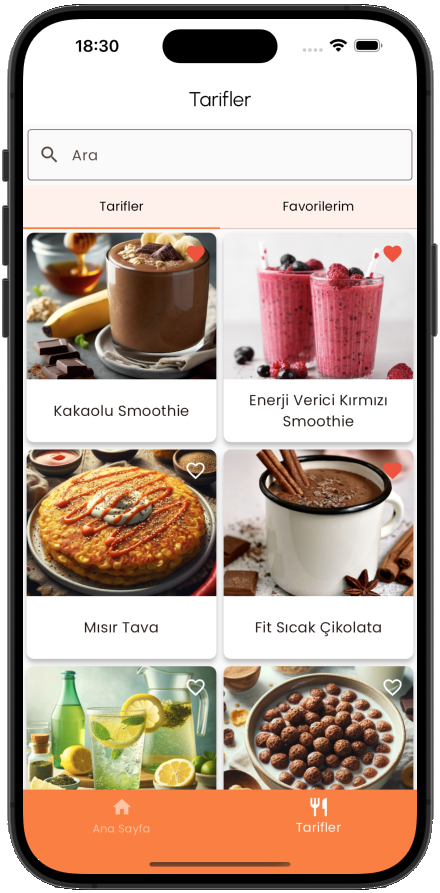 18:30
Tarifler
Ara
Tarifler
Favorilerim
Kakaolu Smoothie
Enerji Verici Kırmızı
Smoothie
Mısır Tava
Fit Sıcak Çikolata
Ana Sayfa
Tarifler